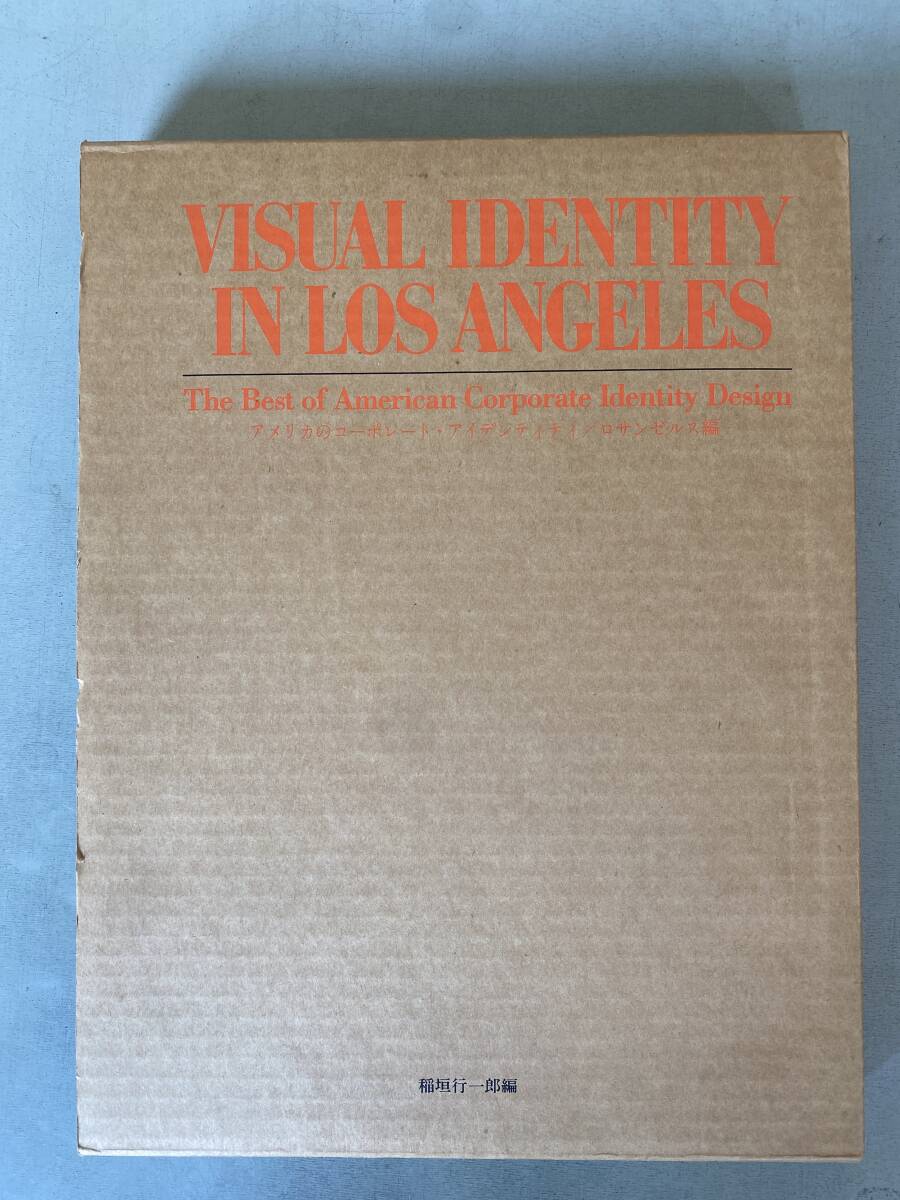 VISUAL IDENTITY
IN LOS ANGELES
The Best of American Corporate Identity Design
アメリカのコーポレート・アイデンティティ/ロサンゼルス編
稲垣行一郎編